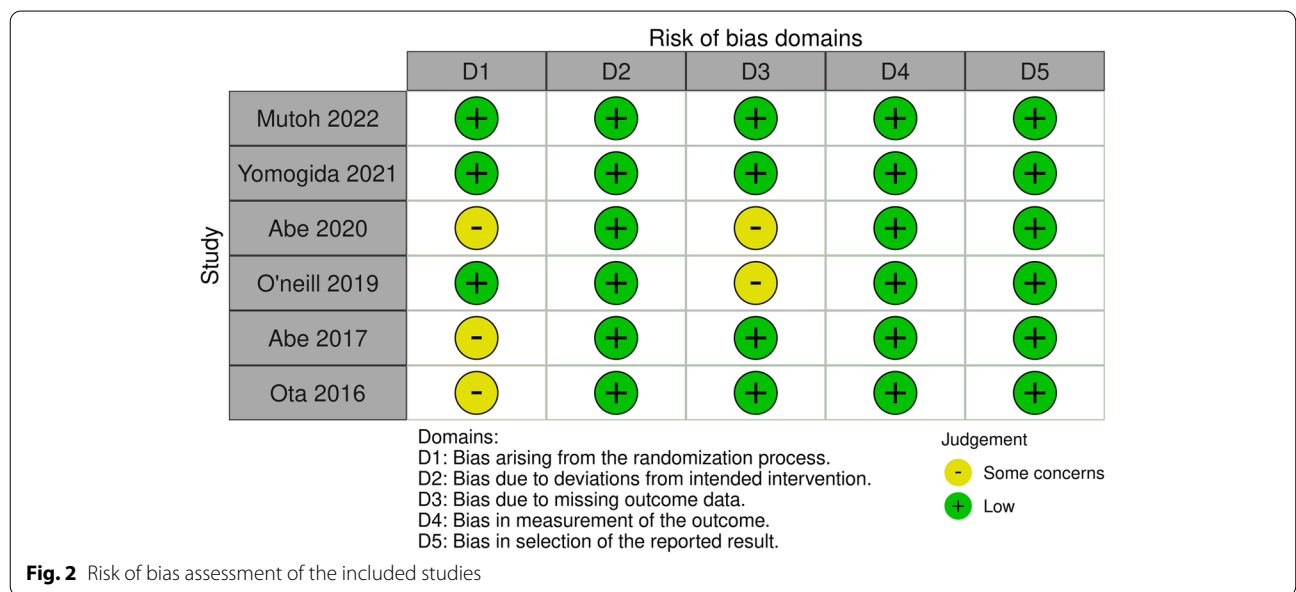 Risk of bias domains
D1 D2 D3 D4 D5
Study
Mutoh 2022 + + + + +
Yomogida 2021 + + + + +
Abe 2020 - + - + +
O'neill 2019 + + - + +
Abe 2017 - + + + +
Ota 2016 - + + + +
Domains:
D1: Bias arising from the randomization process.
D2: Bias due to deviations from intended intervention.
D3: Bias due to missing outcome data.
D4: Bias in measurement of the outcome.
D5: Bias in selection of the reported result.
Judgement
- Some concerns
+ Low
Fig. 2 Risk of bias assessment of the included studies